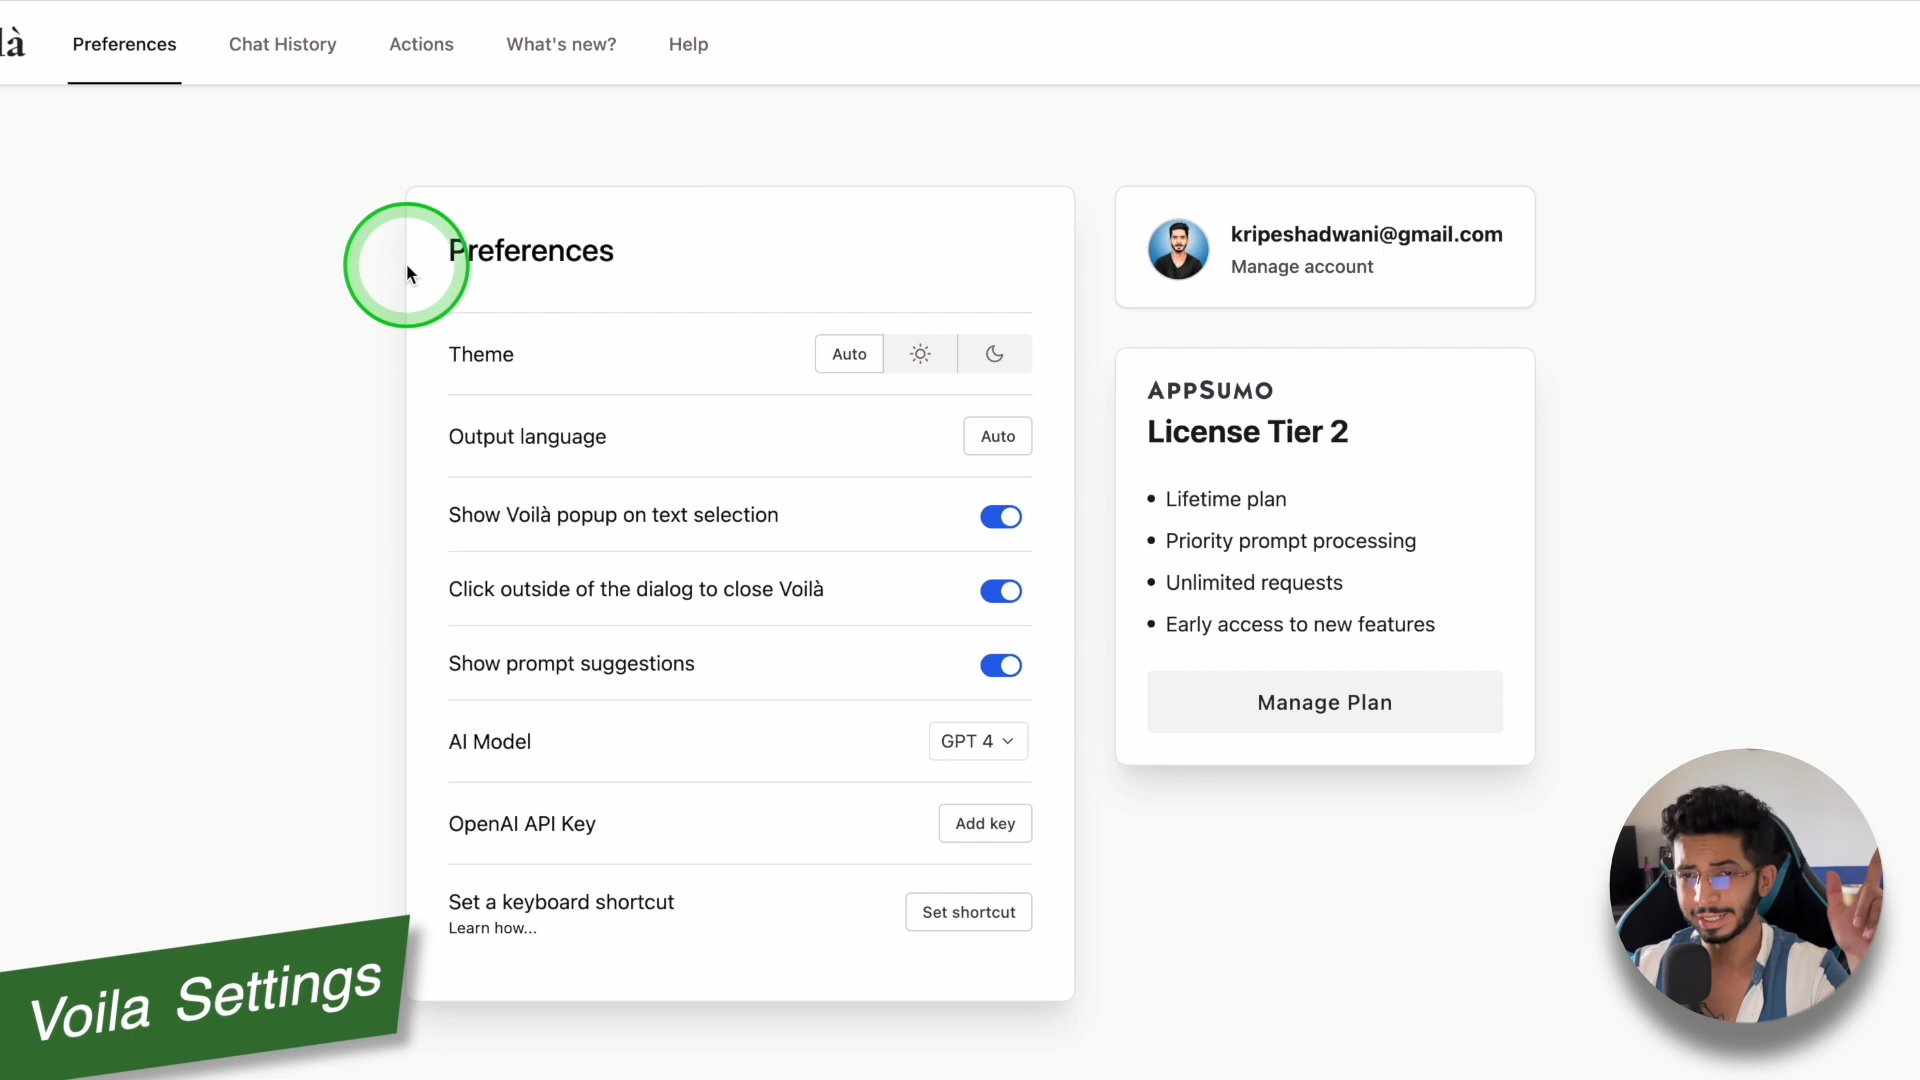 là
Preferences
Chat History
Actions
What's new?
Help
Preferences
Theme
Auto
Output language
Auto
Show Voilà popup on text selection
Click outside of the dialog to close Voilà
Show prompt suggestions
AI Model
GPT 4
OpenAI API Key
Add key
Set a keyboard shortcut
Learn how...
Set shortcut
kripeshadwani@gmail.com
Manage account
APPSUMO
License Tier 2
• Lifetime plan
• Priority prompt processing
• Unlimited requests
• Early access to new features
Manage Plan
Voila Settings